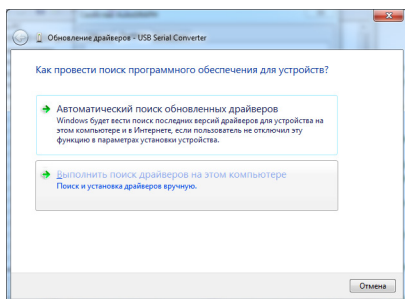 Обновление драйверов - USB Serial Converter
Как провести поиск программного обеспечения для устройств?
Автоматический поиск обновленных драйверов
Windows будет вести поиск последних версий драйверов для устройства на
этом компьютере и в Интернете, если пользователь не отключил эту
функцию в параметрах установки устройства.
Выполнить поиск драйверов на этом компьютере
Поиск и установка драйверов вручную.
Отмена